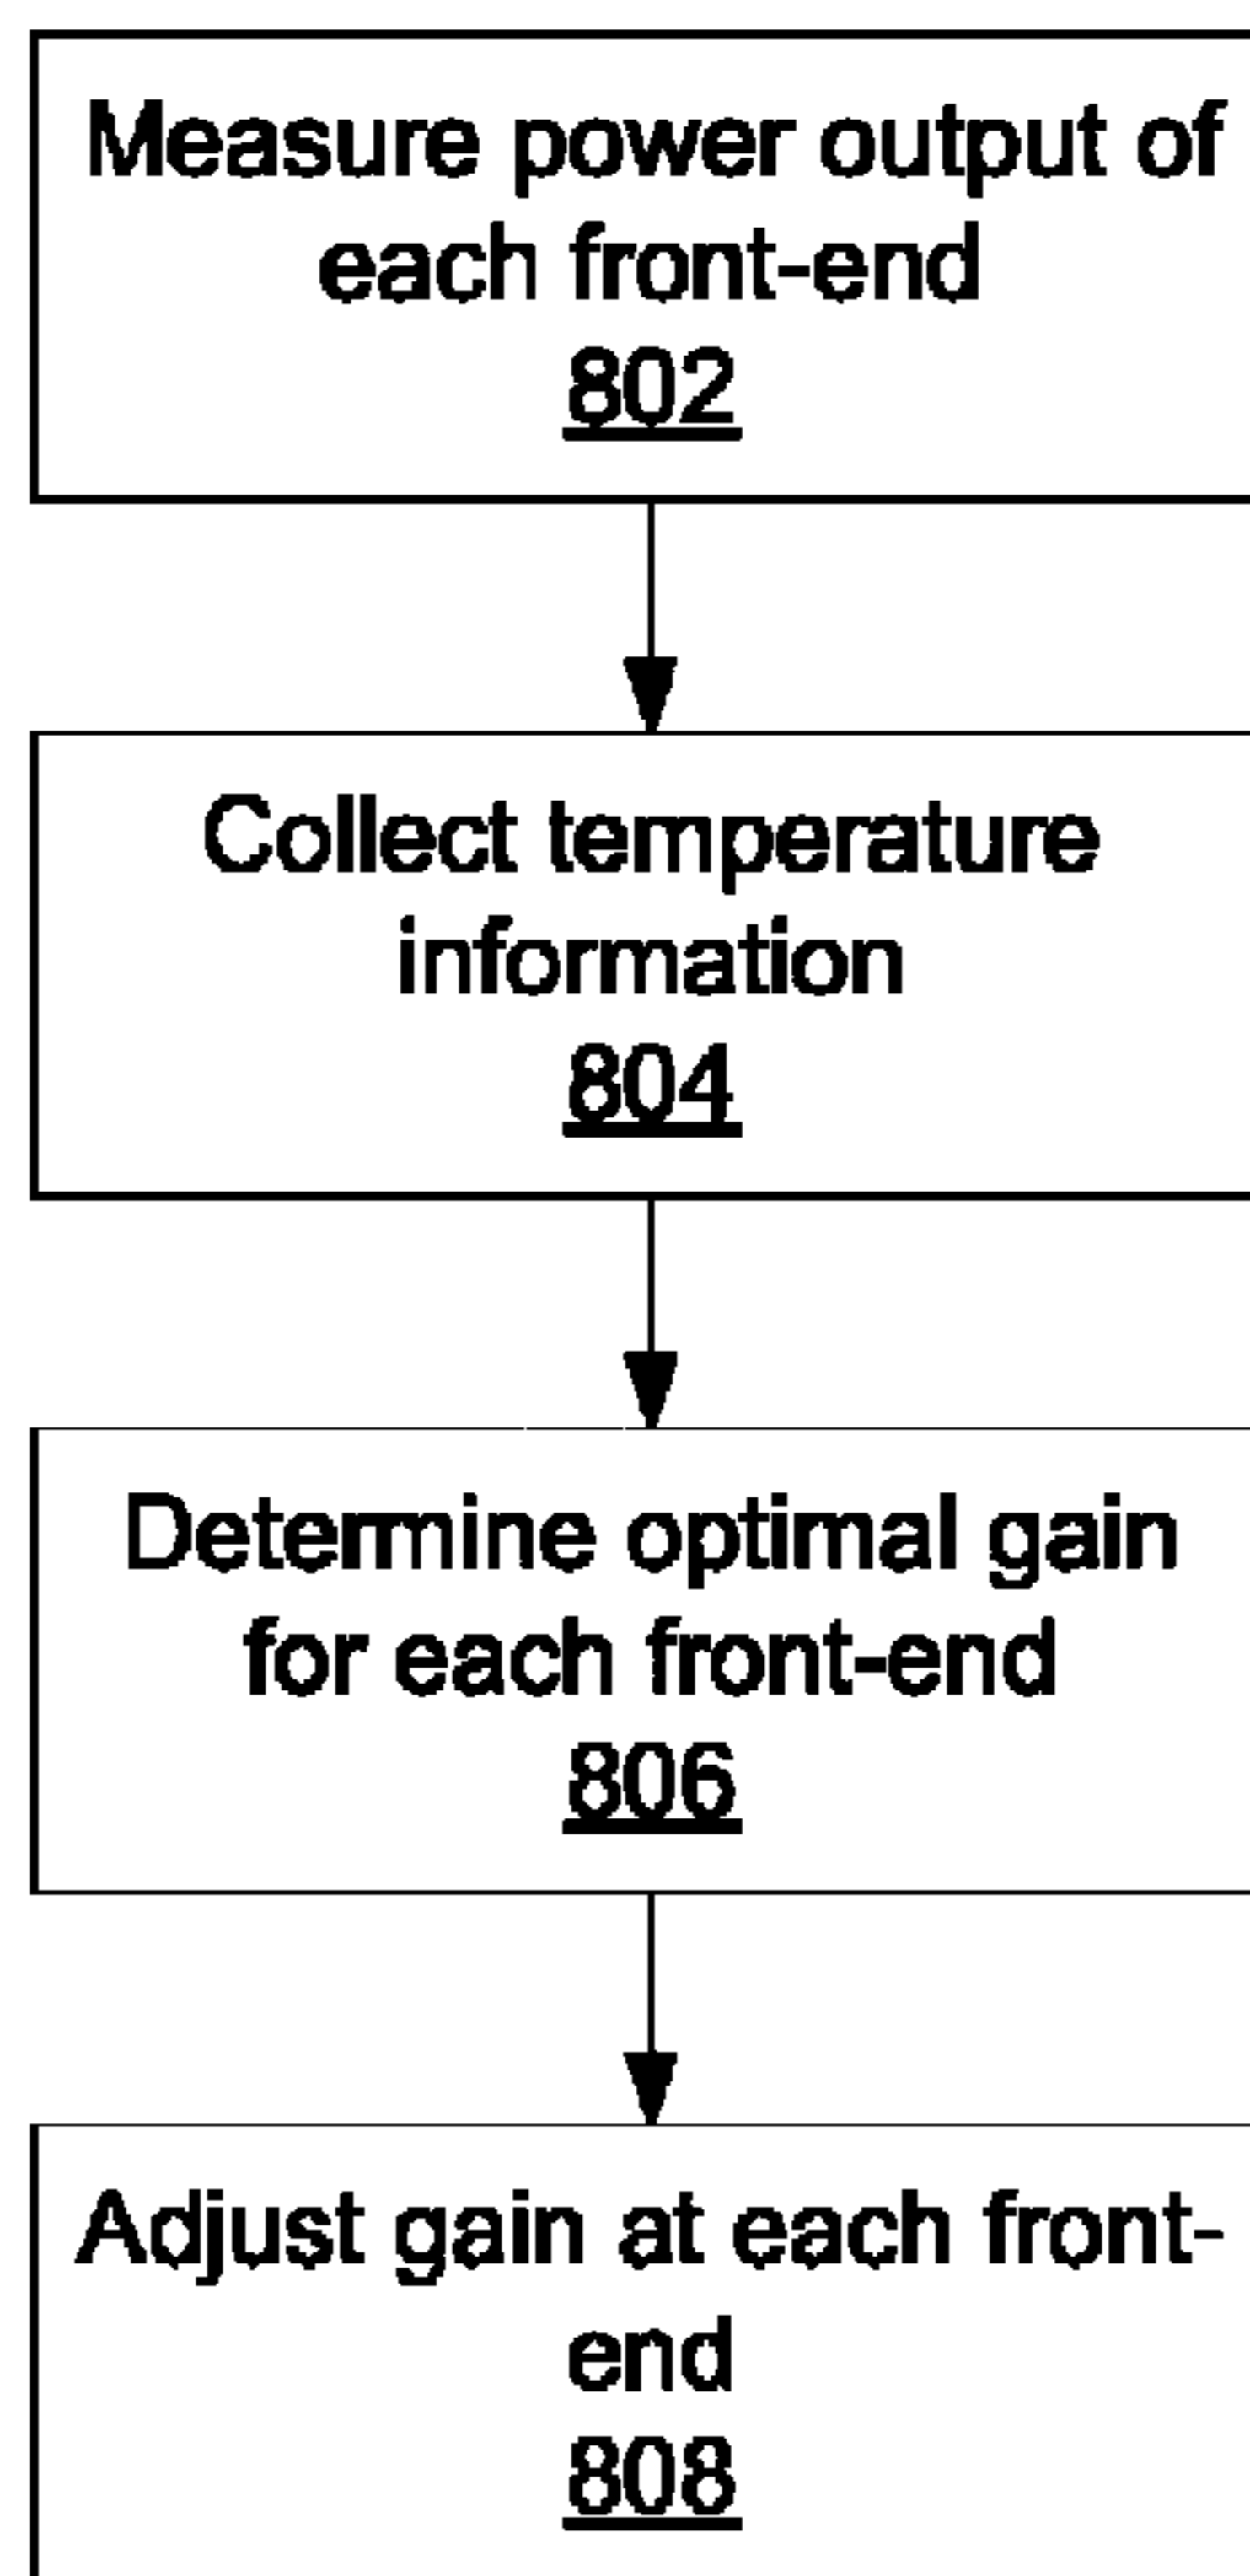 Measure power output of
each front-end
802
Collect temperature
information
804
Determine optimal gain
for each front-end
806
Adjust gain at each front-
end
808